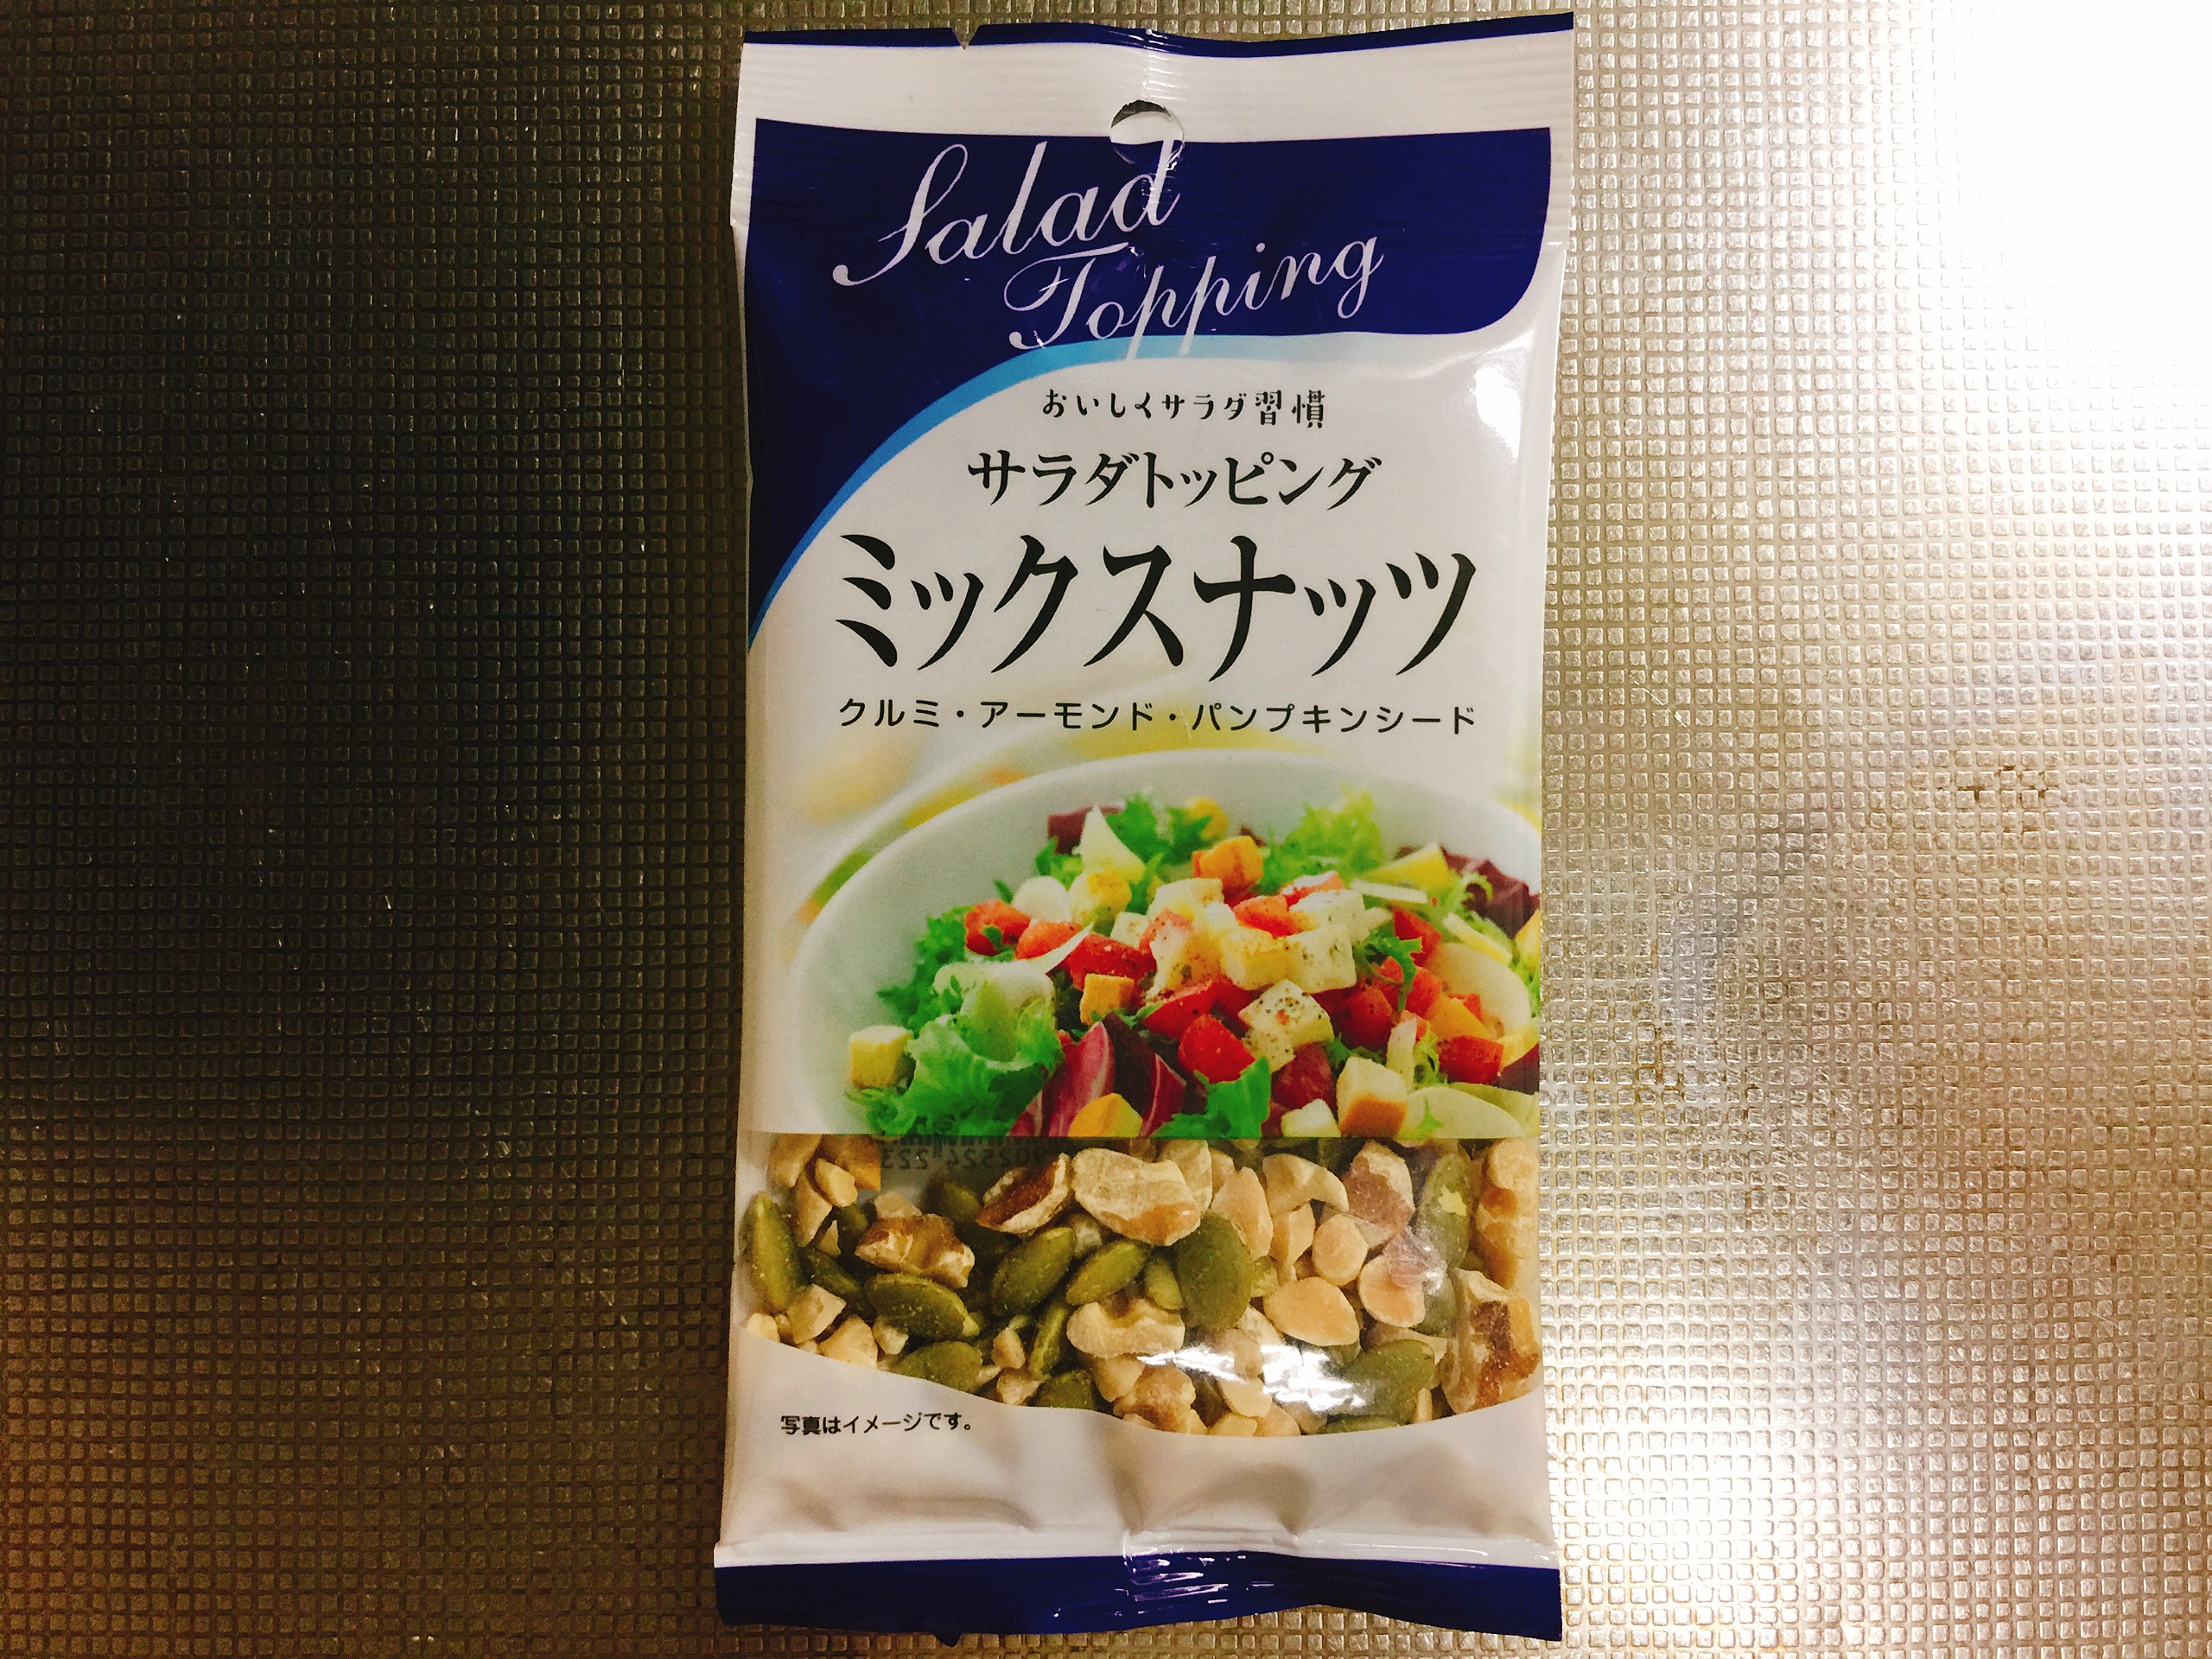 Salad
Topping
おいしくサラダ習慣
サラダトッピング
ミックスナッツ
クルミ・アーモンド・パンプキンシード
写真はイメージです。